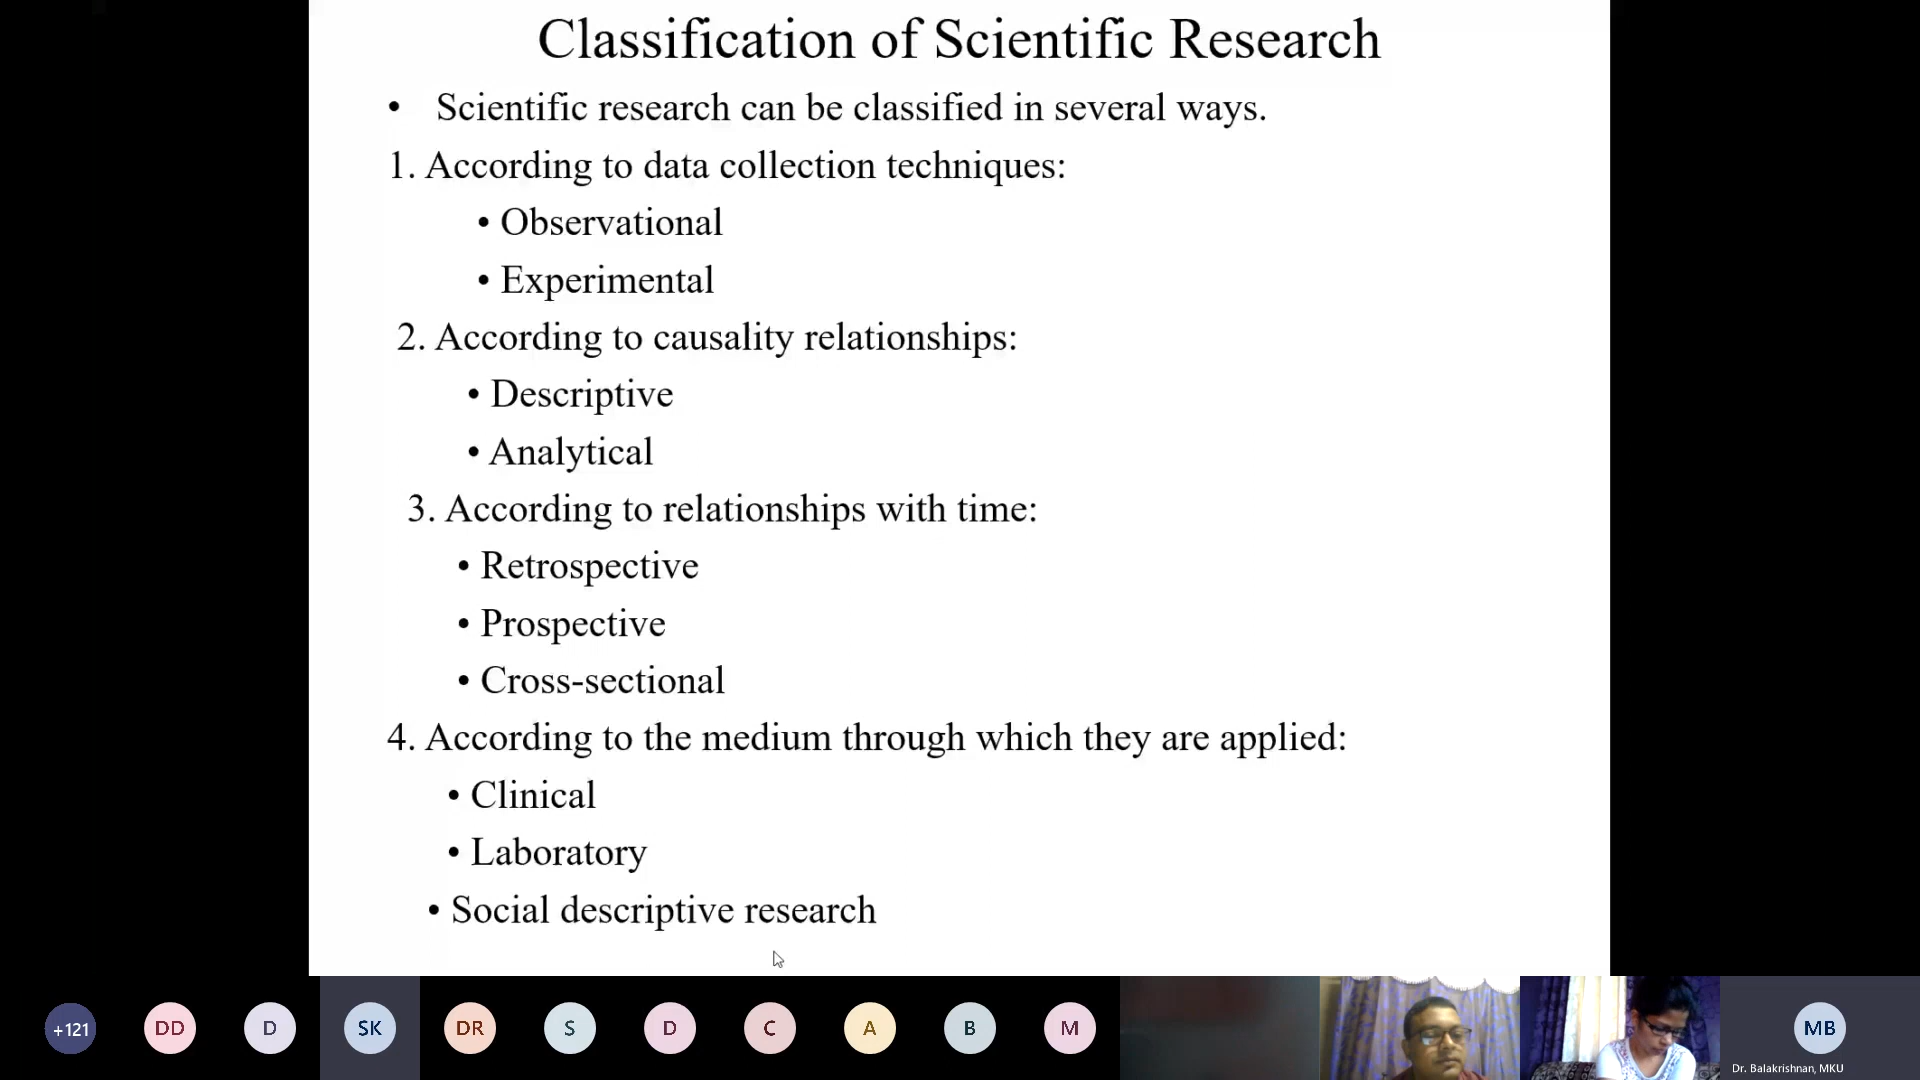 Classification of Scientific Research
• Scientific research can be classified in several ways.
1. According to data collection techniques:
• Observational
• Experimental
2. According to causality relationships:
• Descriptive
• Analytical
3. According to relationships with time:
• Retrospective
• Prospective
• Cross-sectional
4. According to the medium through which they are applied:
• Clinical
• Laboratory
• Social descriptive research
+121 DD D SK DR S D C A B M MB
Dr. Balakrishnan, MKU